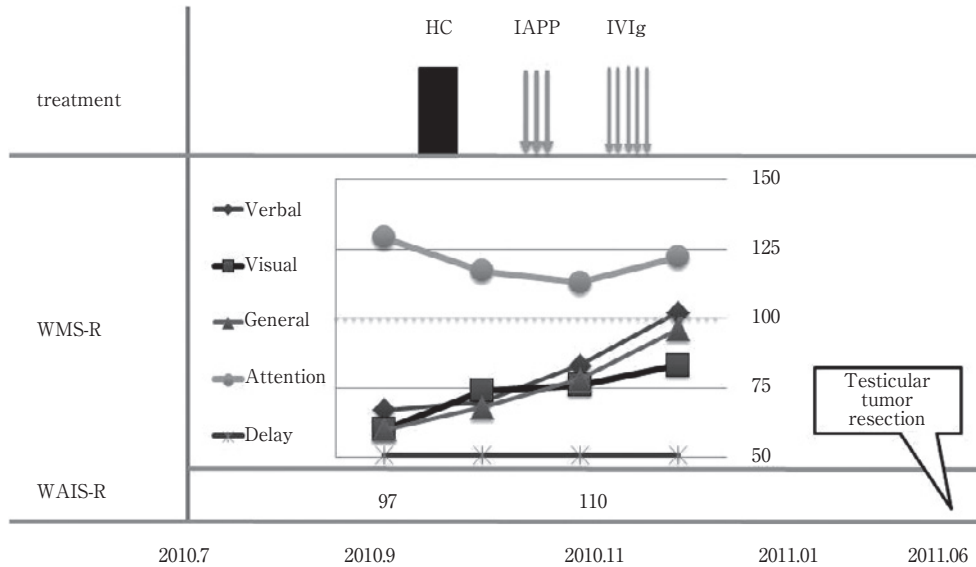 HC IAPP IVIg
treatment
150
Verbal
125
Visual
General
100
WMS-R
Attention
75
Testicular
tumor
resection
Delay
50
WAIS-R
97 110
2010.7 2010.9 2010.11 2011.01 2011.06